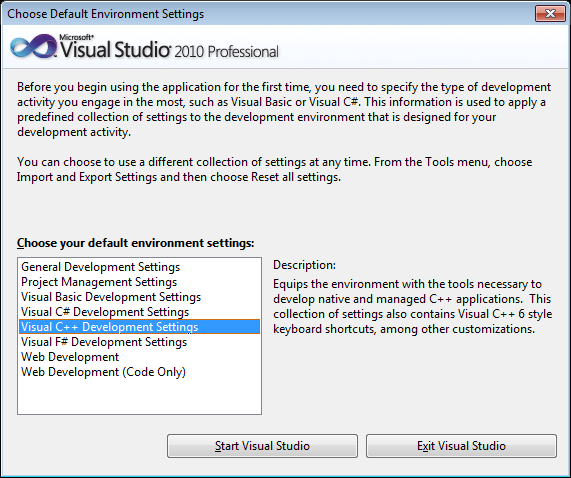 Choose Default Environment Settings
Microsoft®
Visual Studio® 2010 Professional
Before you begin using the application for the first time, you need to specify the type of development
activity you engage in the most, such as Visual Basic or Visual C#. This information is used to apply a
predefined collection of settings to the development environment that is designed for your
development activity.
You can choose to use a different collection of settings at any time. From the Tools menu, choose
Import and Export Settings and then choose Reset all settings.
Choose your default environment settings:
General Development Settings
Project Management Settings
Visual Basic Development Settings
Visual C# Development Settings
Visual C++ Development Settings
Visual F# Development Settings
Web Development
Web Development (Code Only)
Description:
Equips the environment with the tools necessary to
develop native and managed C++ applications.  This
collection of settings also contains Visual C++ 6 style
keyboard shortcuts, among other customizations.
Start Visual Studio
Exit Visual Studio